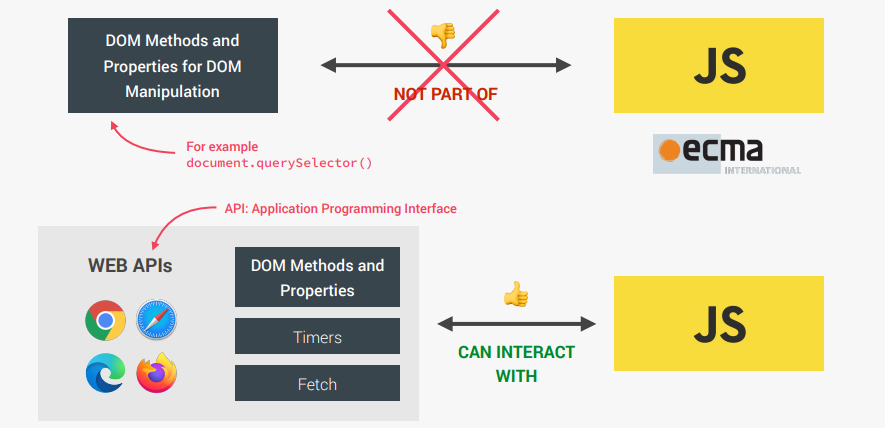 DOM Methods and
Properties for DOM
Manipulation
NOT PART OF
JS
For example
document.querySelector()
ecma
INTERNATIONAL
API: Application Programming Interface
WEB APIs
DOM Methods and
Properties
Timers
Fetch
CAN INTERACT
WITH
JS